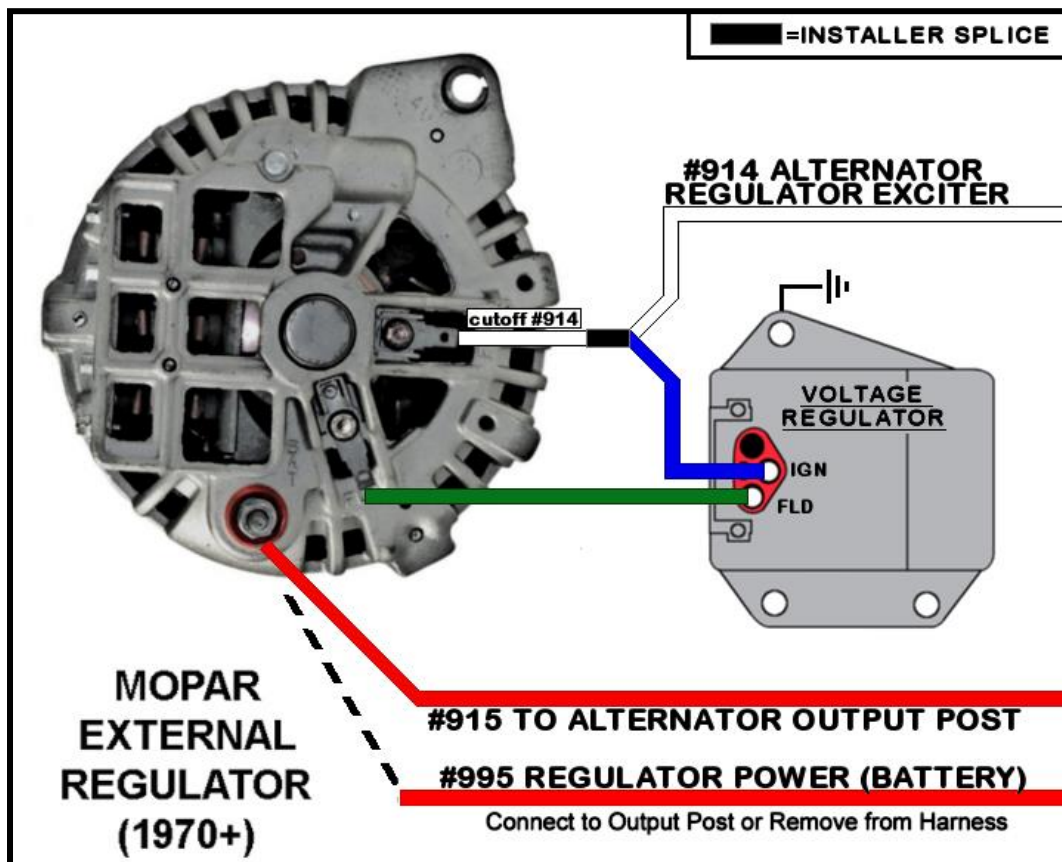 =INSTALLER SPLICE
#914 ALTERNATOR
REGULATOR EXCITER
cutoff #914
VOLTAGE
REGULATOR
IGN
FLD
MOPAR
EXTERNAL
REGULATOR
(1970+)
#915 TO ALTERNATOR OUTPUT POST
#995 REGULATOR POWER (BATTERY)
Connect to Output Post or Remove from Harness